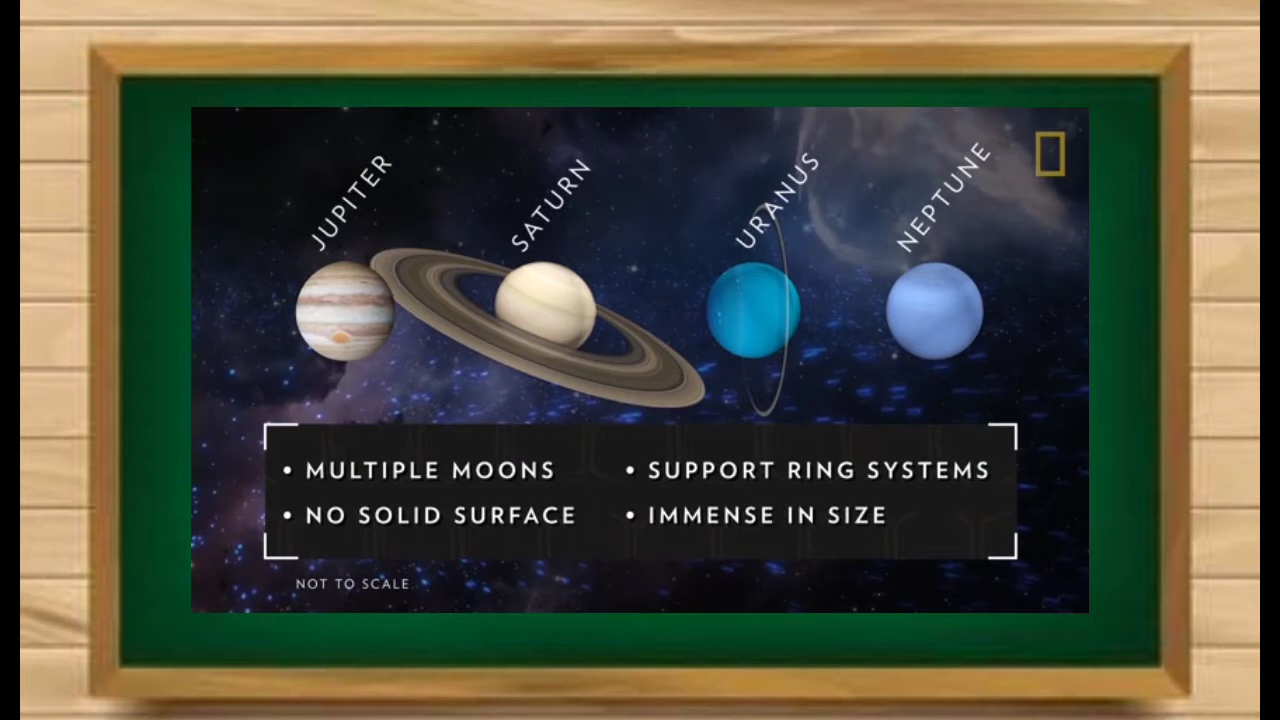 JUPITER
SATURN
URANUS
NEPTUNE
• MULTIPLE MOONS
• SUPPORT RING SYSTEMS
• NO SOLID SURFACE
• IMMENSE IN SIZE
NOT TO SCALE